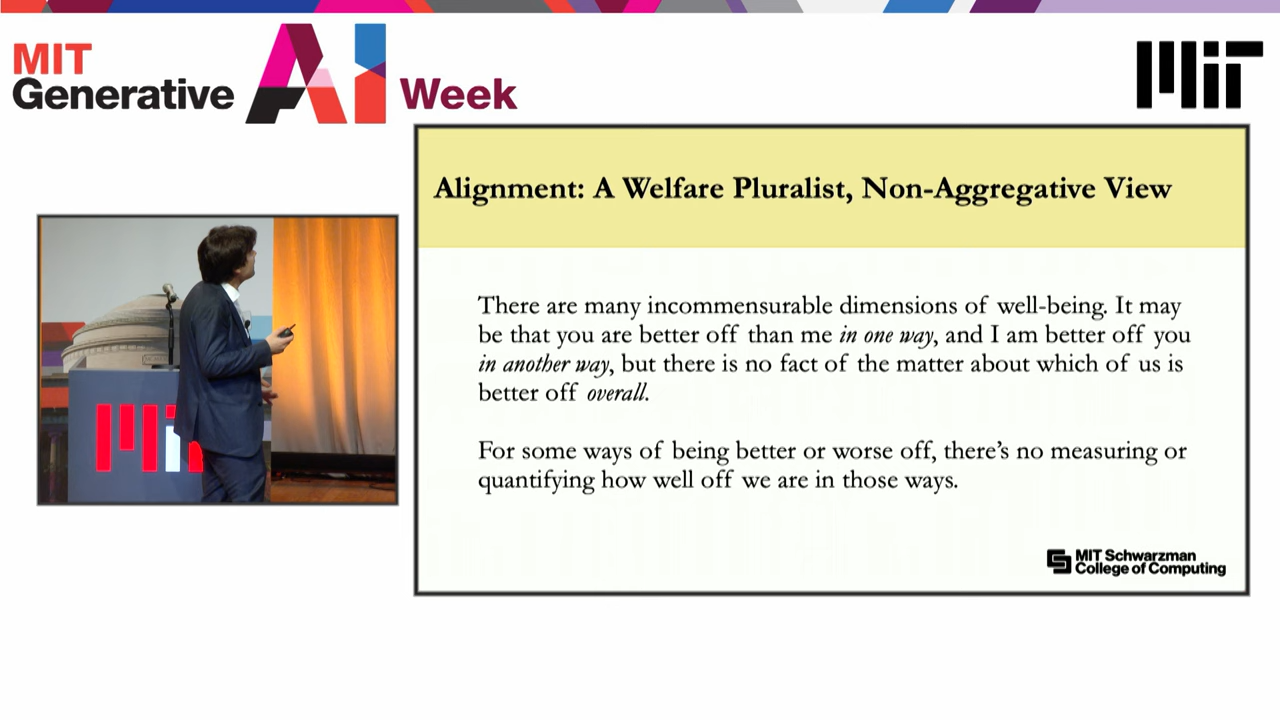 MIT
Generative AI Week
MIT
Alignment: A Welfare Pluralist, Non-Aggregative View
There are many incommensurable dimensions of well-being. It may
be that you are better off than me in one way, and I am better off you
in another way, but there is no fact of the matter about which of us is
better off overall.
For some ways of being better or worse off, there's no measuring or
quantifying how well off we are in those ways.
MIT Schwarzman
College of Computing
MIT